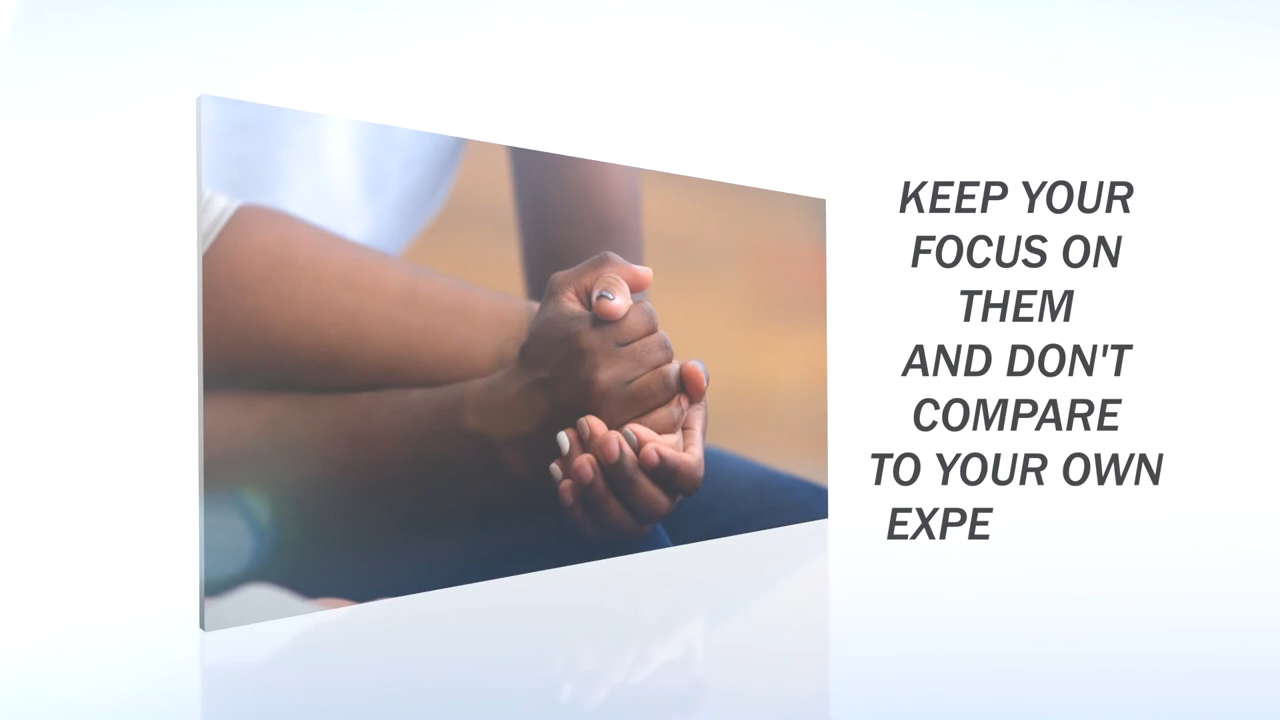 KEEP YOUR
FOCUS ON
THEM
AND DON'T
COMPARE
TO YOUR OWN
EXPE